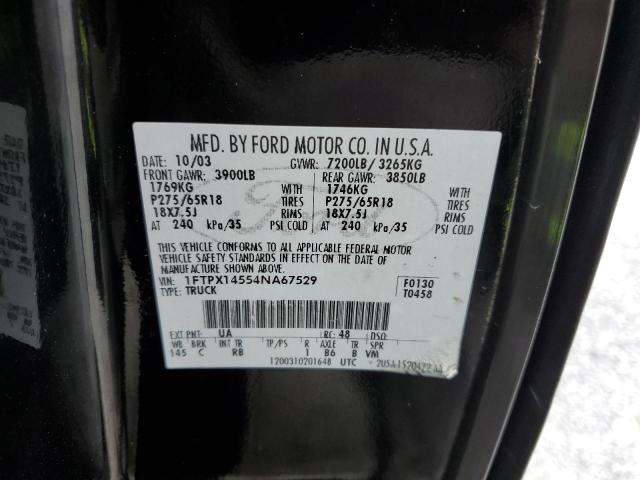 MFD. BY FORD MOTOR CO. IN U.S.A.
DATE: 10/03 GVWR: 7200LB/ 3265KG
FRONT GAWR: 3900LB REAR GAWR: 3850LB
1769KG WITH 1746KG WITH
P275/65R18 TIRES P275/65R18 TIRES
18X7.5J RIMS 18X7.5J RIMS
AT 240 kPa/35 PSI COLD AT 240 kPa/35 PSI COLD
THIS VEHICLE CONFORMS TO ALL APPLICABLE FEDERAL MOTOR
VEHICLE SAFETY STANDARDS IN EFFECT ON THE DATE OF
MANUFACTURE SHOWN ABOVE.
VIN: 1FTPX14554NA67529 F0130
TYPE: TRUCK T0458
EXT PNT: UA RC: 48 DSO:
WB BRK INT TR TP/PS R AXLE TR SPR
145 C RB 1 B6 B VM
1200310201648 UTC
Ford